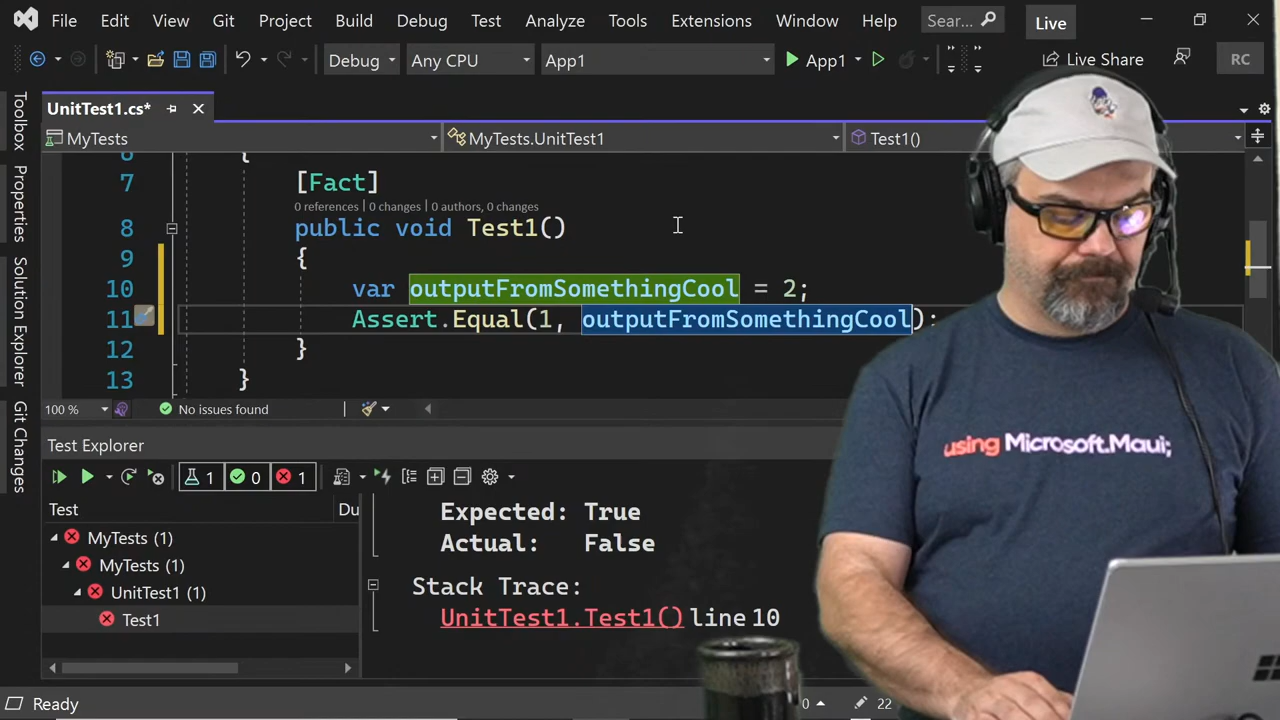 File Edit View Git Project Build Debug Test Analyze Tools Extensions Window Help Sear... Live
Debug Any CPU App1 App1 Live Share RC
UnitTest1.cs*
MyTests MyTests.UnitTest1 Test1()
Toolbox
Properties
Solution Explorer
Git Changes
6 {
7 [Fact]
0 references | 0 changes | 0 authors, 0 changes
8 public void Test1()
9 {
10 var outputFromSomethingCool = 2;
11 Assert.Equal(1, outputFromSomethingCool);
12 }
13 }
100 % No issues found
Test Explorer
1 0 1
Test Du
MyTests (1)
MyTests (1)
UnitTest1 (1)
Test1
Expected: True
Actual: False
Stack Trace:
UnitTest1.Test1() line 10
Ready 0 22
using Microsoft.Maui;